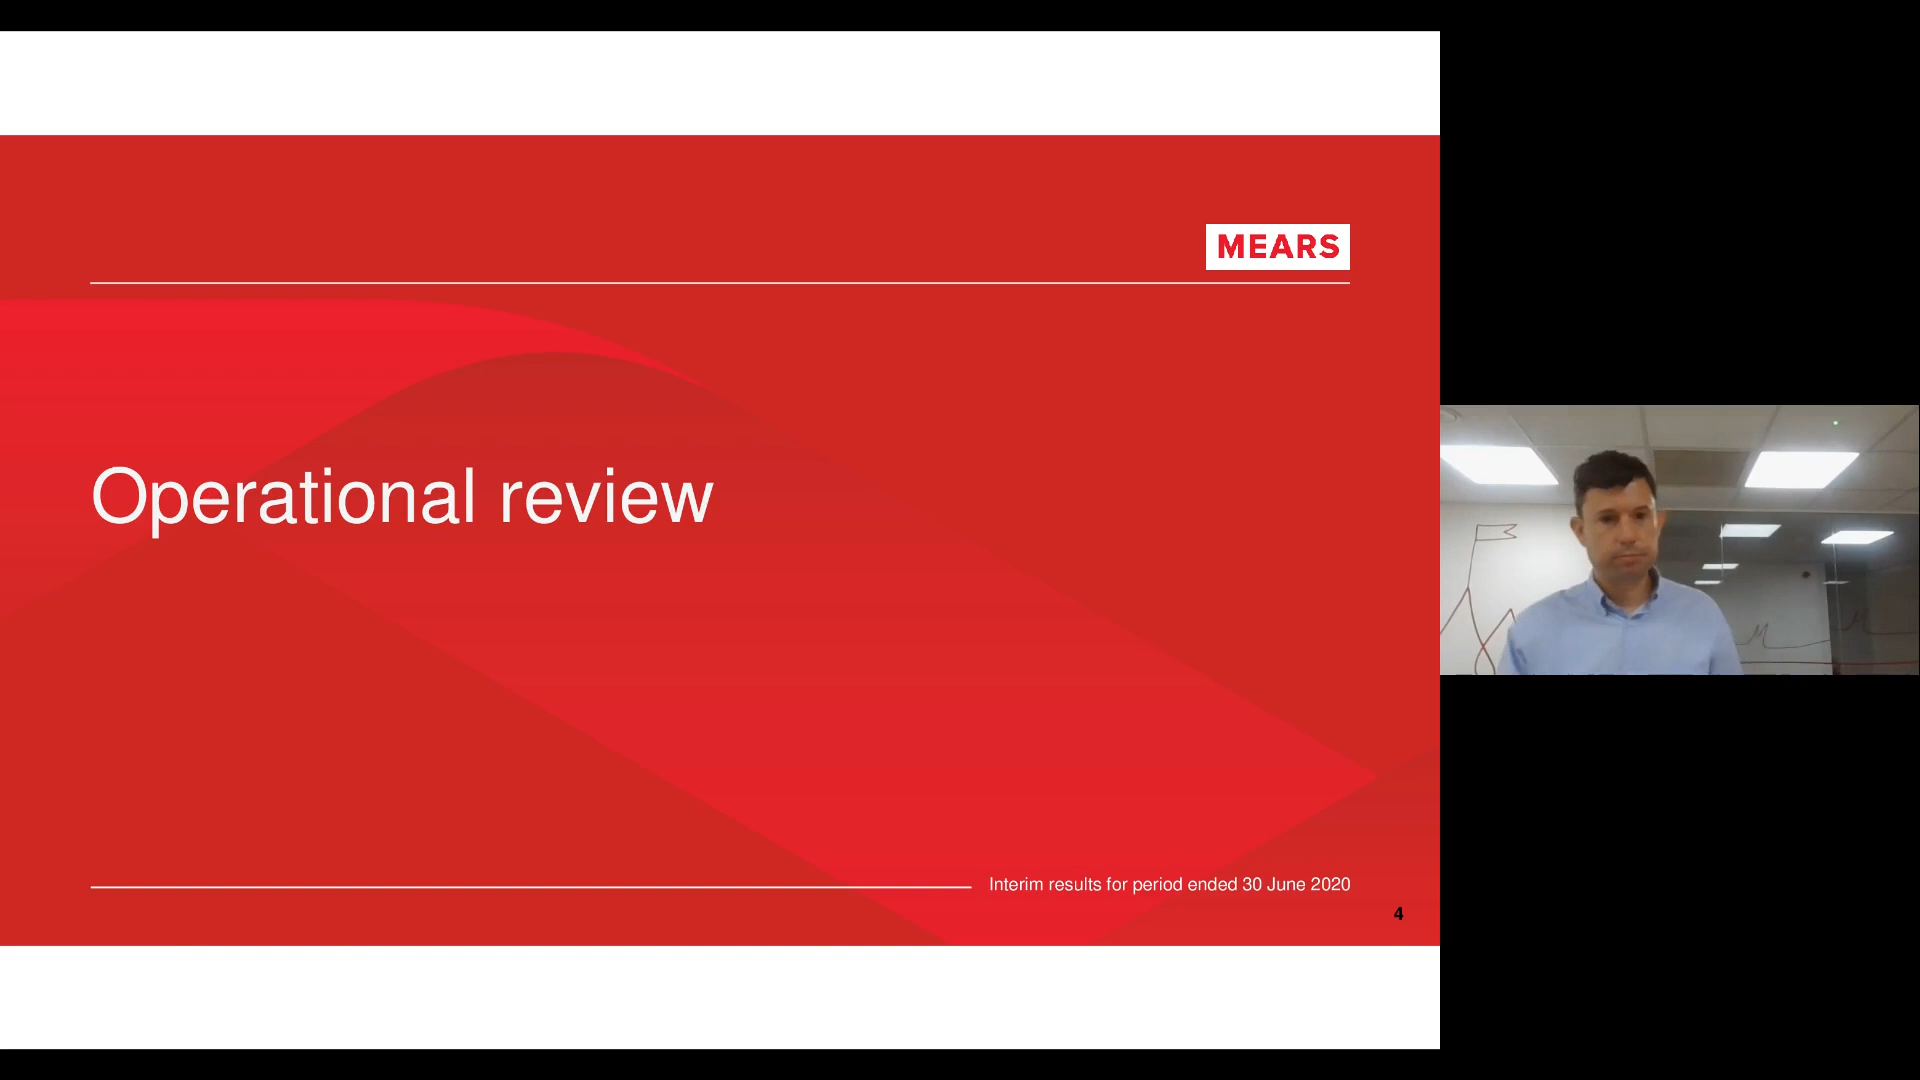 MEARS
Operational review
Interim results for period ended 30 June 2020
4